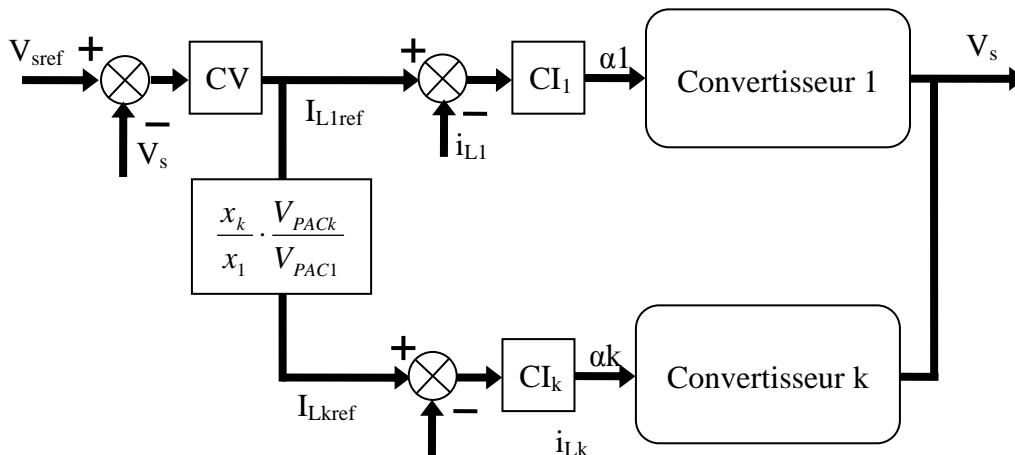 V_sref + CV I_L1ref + CI_1 α1 Convertisseur 1 V_s
− V_s
− i_L1
x_k / x_1 · V_PACk / V_PAC1
+ I_Lkref CI_k αk Convertisseur k
− i_Lk